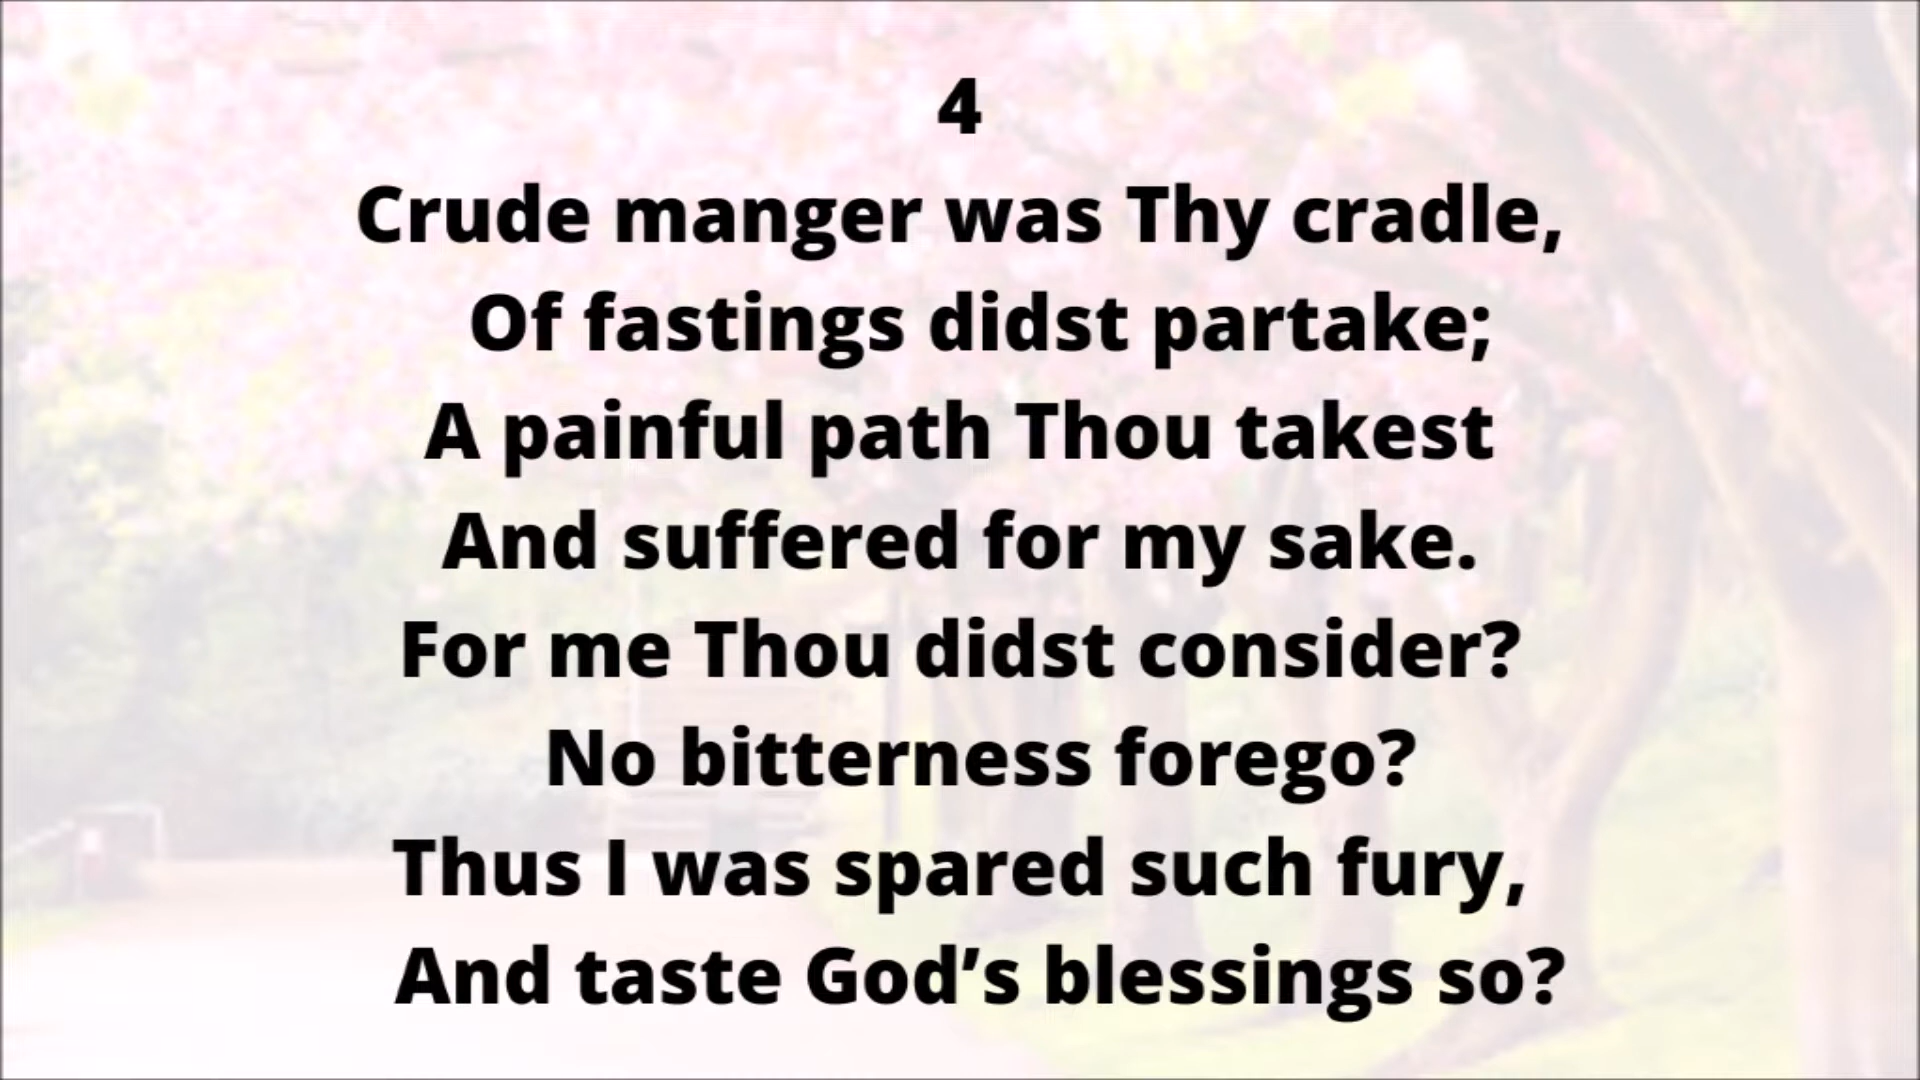 4
Crude manger was Thy cradle,
Of fastings didst partake;
A painful path Thou takest
And suffered for my sake.
For me Thou didst consider?
No bitterness forego?
Thus I was spared such fury,
And taste God’s blessings so?